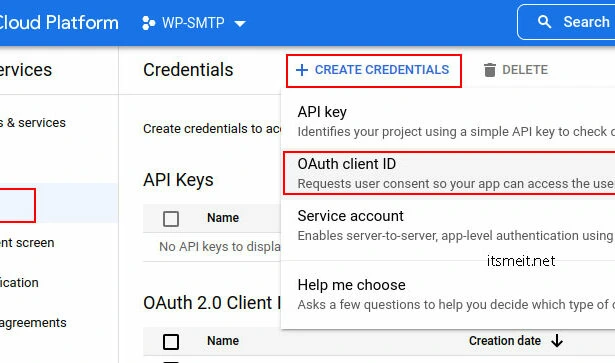 Cloud Platform WP-SMTP Search
ervices Credentials + CREATE CREDENTIALS DELETE
s & services
API key
Identifies your project using a simple API key to check
Create credentials to acc
OAuth client ID
Requests user consent so your app can access the use
API Keys
Service account
Name
Enables server-to-server, app-level authentication using
ent screen
No API keys to displa
itsmeit.net
Help me choose
fication
Asks a few questions to help you decide which type of
OAuth 2.0 Client I
agreements
Name Creation date